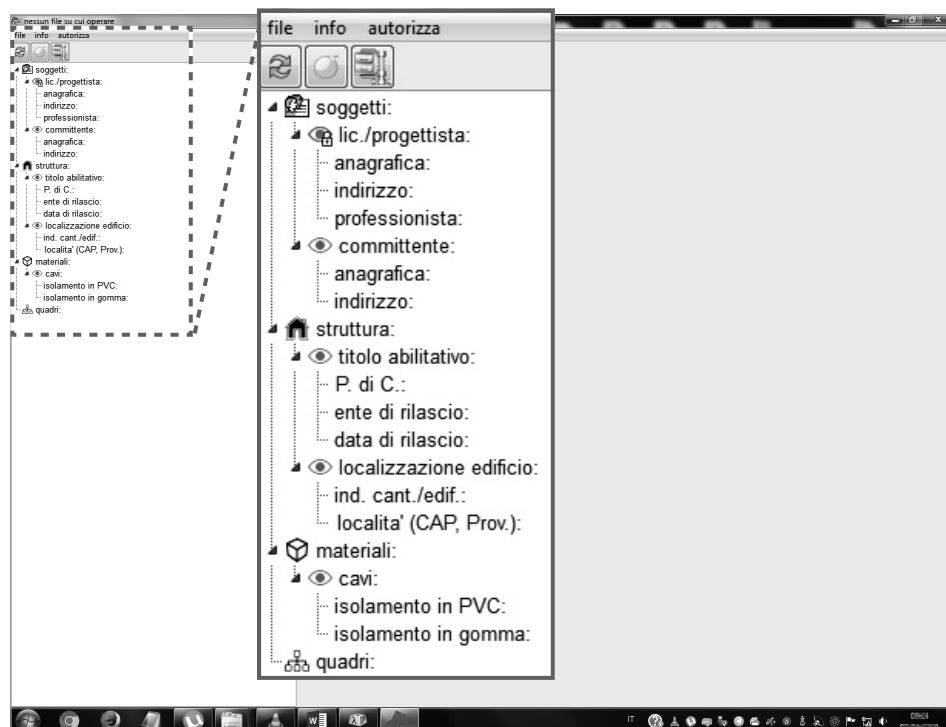 nessun file su cui operare
file info autorizza
soggetti:
lic./progettista:
anagrafica:
indirizzo:
professionista:
committente:
anagrafica:
indirizzo:
struttura:
titolo abilitativo:
P. di C.:
ente di rilascio:
data di rilascio:
localizzazione edificio:
ind. cant./edif.:
localita' (CAP, Prov.):
materiali:
cavi:
isolamento in PVC:
isolamento in gomma:
quadri:
file info autorizza
soggetti:
lic./progettista:
anagrafica:
indirizzo:
professionista:
committente:
anagrafica:
indirizzo:
struttura:
titolo abilitativo:
P. di C.:
ente di rilascio:
data di rilascio:
localizzazione edificio:
ind. cant./edif.:
localita' (CAP, Prov.):
materiali:
cavi:
isolamento in PVC:
isolamento in gomma:
quadri:
IT